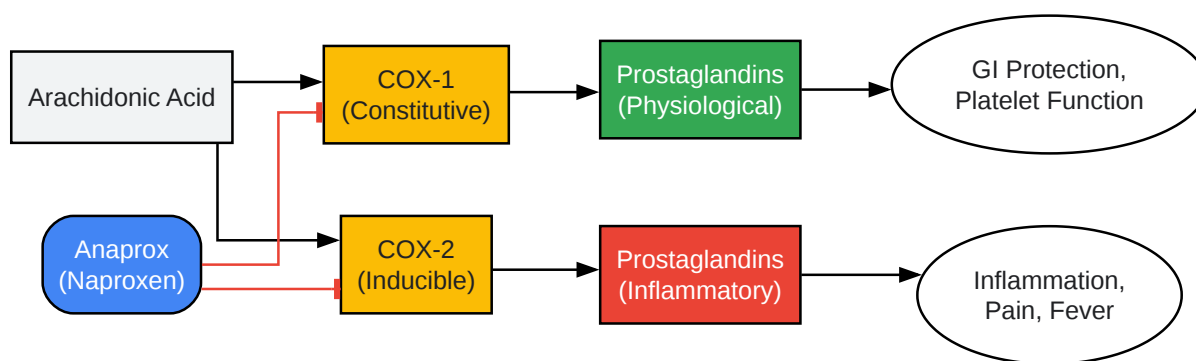 Arachidonic Acid
COX-1
(Constitutive)
Prostaglandins
(Physiological)
GI Protection,
Platelet Function
Anaprox
(Naproxen)
COX-2
(Inducible)
Prostaglandins
(Inflammatory)
Inflammation,
Pain, Fever